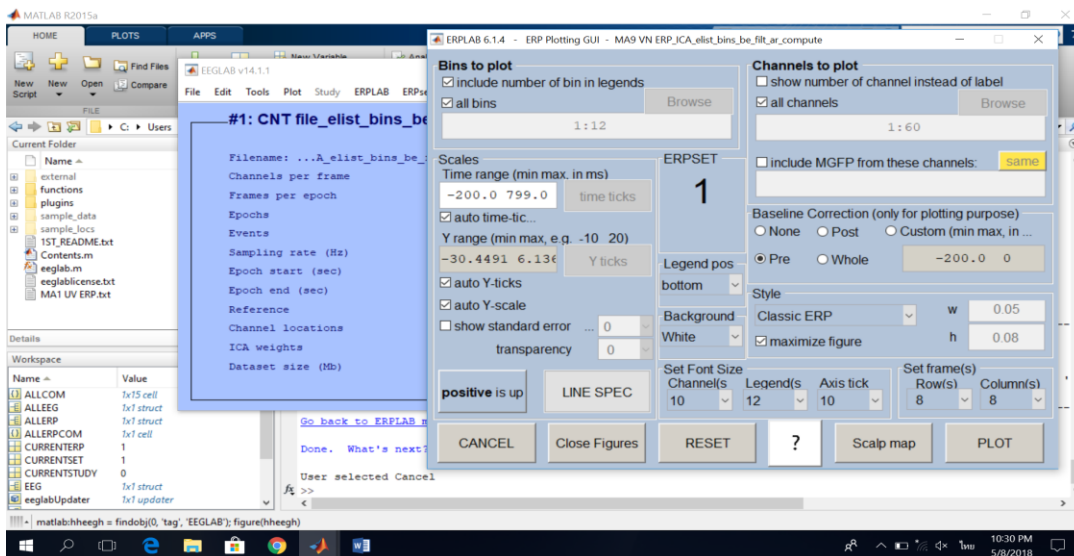 MATLAB R2015a
HOME PLOTS APPS
New Script
New
Open
Find Files
Compare
New Variable
FILE
C: ▸ Users
Current Folder
Name
external
functions
plugins
sample_data
sample_locs
1ST_README.txt
Contents.m
eeglab.m
eeglablicense.txt
MA1 UV ERP.txt
Details
Workspace
Name Value
ALLCOM 1x15 cell
ALLEEG 1x1 struct
ALLERP 1x1 struct
ALLERPCOM 1x1 cell
CURRENTERP 1
CURRENTSET 1
CURRENTSTUDY 0
EEG 1x1 struct
eeglabUpdater 1x1 updater
EEGLAB v14.1.1
File Edit Tools Plot Study ERPLAB ERPse
#1: CNT file_elist_bins_be
Filename: ...A_elist_bins_be_
Channels per frame
Frames per epoch
Epochs
Events
Sampling rate (Hz)
Epoch start (sec)
Epoch end (sec)
Reference
Channel locations
ICA weights
Dataset size (Mb)
Go back to ERPLAB m
Done. What's next?
User selected Cancel
fx >>
ERPLAB 6.1.4 - ERP Plotting GUI - MA9 VN ERP_ICA_elist_bins_be_filt_ar_compute
Bins to plot
include number of bin in legends
all bins Browse
1:12
Channels to plot
show number of channel instead of label
all channels Browse
1:60
include MGFP from these channels: same
Scales
Time range (min max, in ms)
-200.0 799.0 time ticks
auto time-tic...
Y range (min max, e.g. -10 20)
-30.4491 6.136 Y ticks
auto Y-ticks
auto Y-scale
show standard error ... 0
transparency 0
positive is up LINE SPEC
ERPSET
1
Legend pos
bottom
Background
White
Baseline Correction (only for plotting purpose)
None Post Custom (min max, in ...
Pre Whole -200.0 0
Style
Classic ERP w 0.05
maximize figure h 0.08
Set Font Size
Channel(s Legend(s Axis tick
10 12 10
Set frame(s)
Row(s) Column(s)
8 8
CANCEL Close Figures RESET ? Scalp map PLOT
matlab:hheegh = findobj(0, 'tag', 'EEGLAB'); figure(hheegh)
ไทย
10:30 PM
5/8/2018